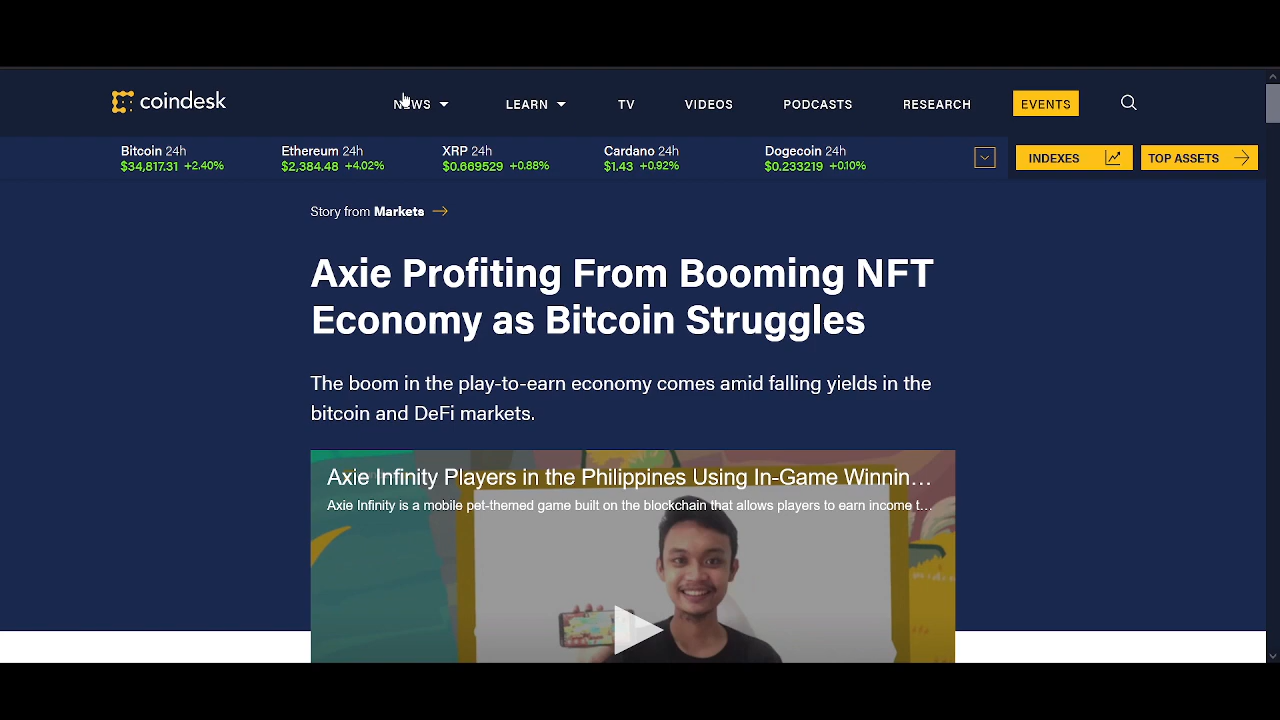 coindesk
NEWS
LEARN
TV
VIDEOS
PODCASTS
RESEARCH
EVENTS
Bitcoin 24h
$34,817.31 +2.40%
Ethereum 24h
$2,384.48 +4.02%
XRP 24h
$0.669529 +0.88%
Cardano 24h
$1.43 +0.92%
Dogecoin 24h
$0.233219 +0.10%
INDEXES
TOP ASSETS
Story from Markets
Axie Profiting From Booming NFT
Economy as Bitcoin Struggles
The boom in the play-to-earn economy comes amid falling yields in the
bitcoin and DeFi markets.
Axie Infinity Players in the Philippines Using In-Game Winnin…
Axie Infinity is a mobile pet-themed game built on the blockchain that allows players to earn income t…